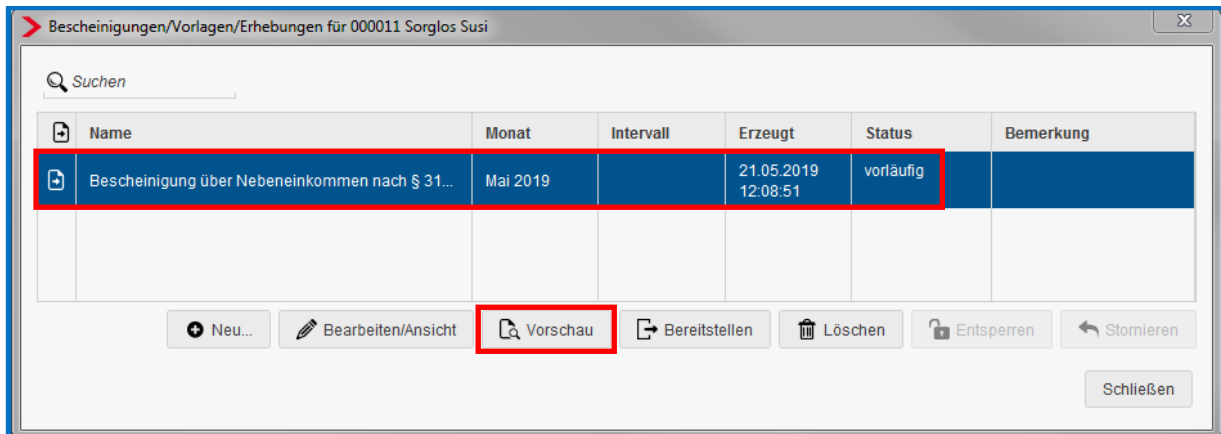 Bescheinigungen/Vorlagen/Erhebungen für 000011 Sorglos Susi
Suchen
Name Monat Intervall Erzeugt Status Bemerkung
Bescheinigung über Nebeneinkommen nach § 31... Mai 2019 21.05.2019 vorläufig
12:08:51
Neu... Bearbeiten/Ansicht Vorschau Bereitstellen Löschen Entsperren Stornieren
Schließen